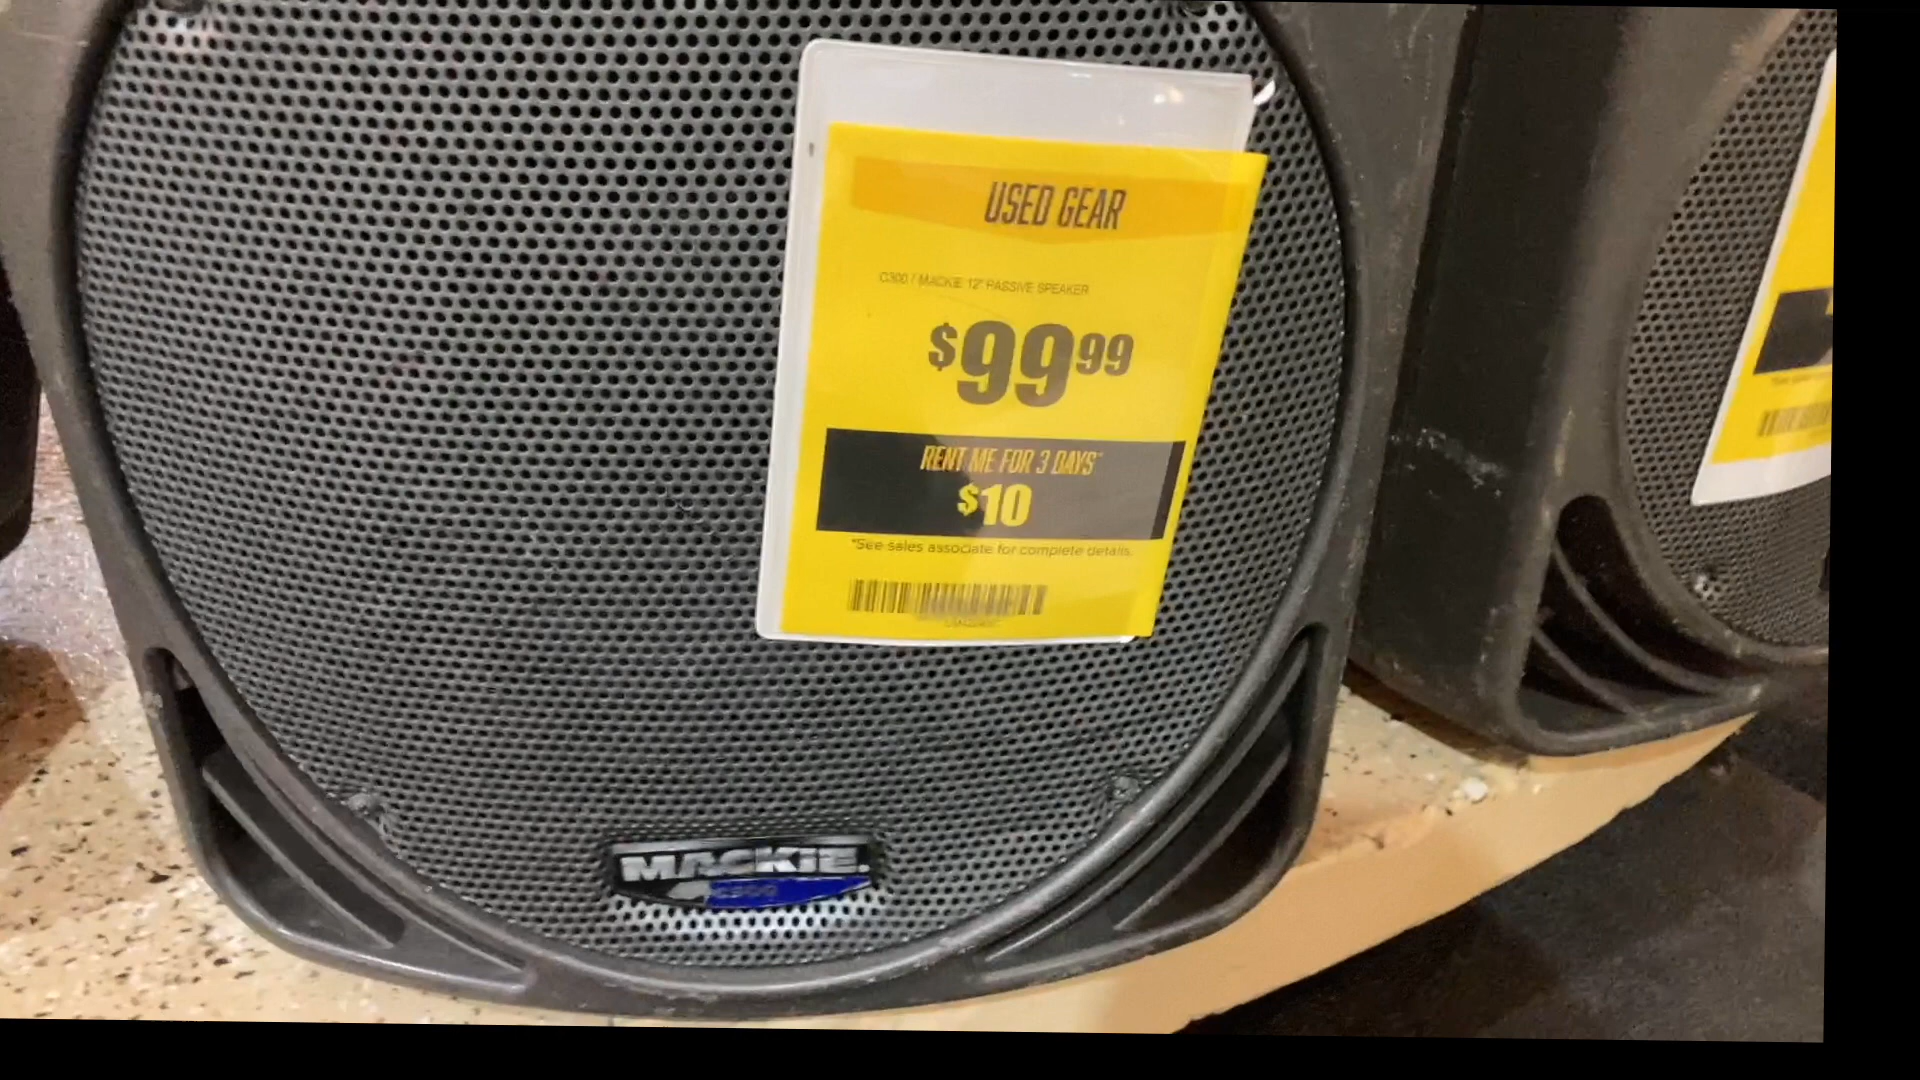 USED GEAR
C300 / MACKIE 12" PASSIVE SPEAKER
$99.99
RENT ME FOR 3 DAYS*
$10
*See sales associate for complete details.
MACKIE.
C300